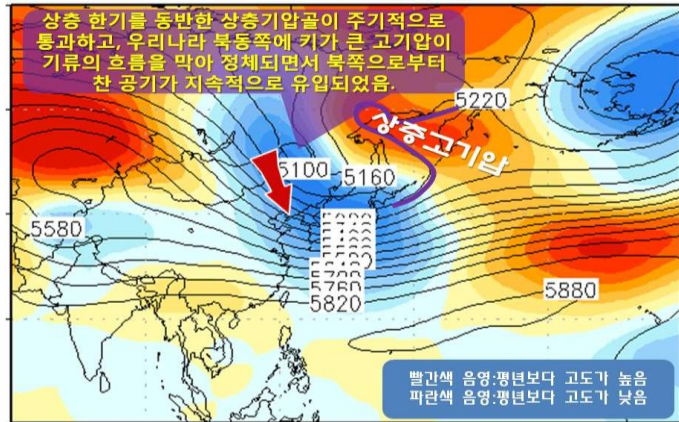 상층 한기를 동반한 상층기압골이 주기적으로
통과하고, 우리나라 북동쪽에 키가 큰 고기압이
기류의 흐름을 막아 정체되면서 북쪽으로부터
찬 공기가 지속적으로 유입되었음.
5220
상층고기압
5100
5160
5580
5700
5760
5820
5880
빨간색 음영:평년보다 고도가 높음
파란색 음영:평년보다 고도가 낮음